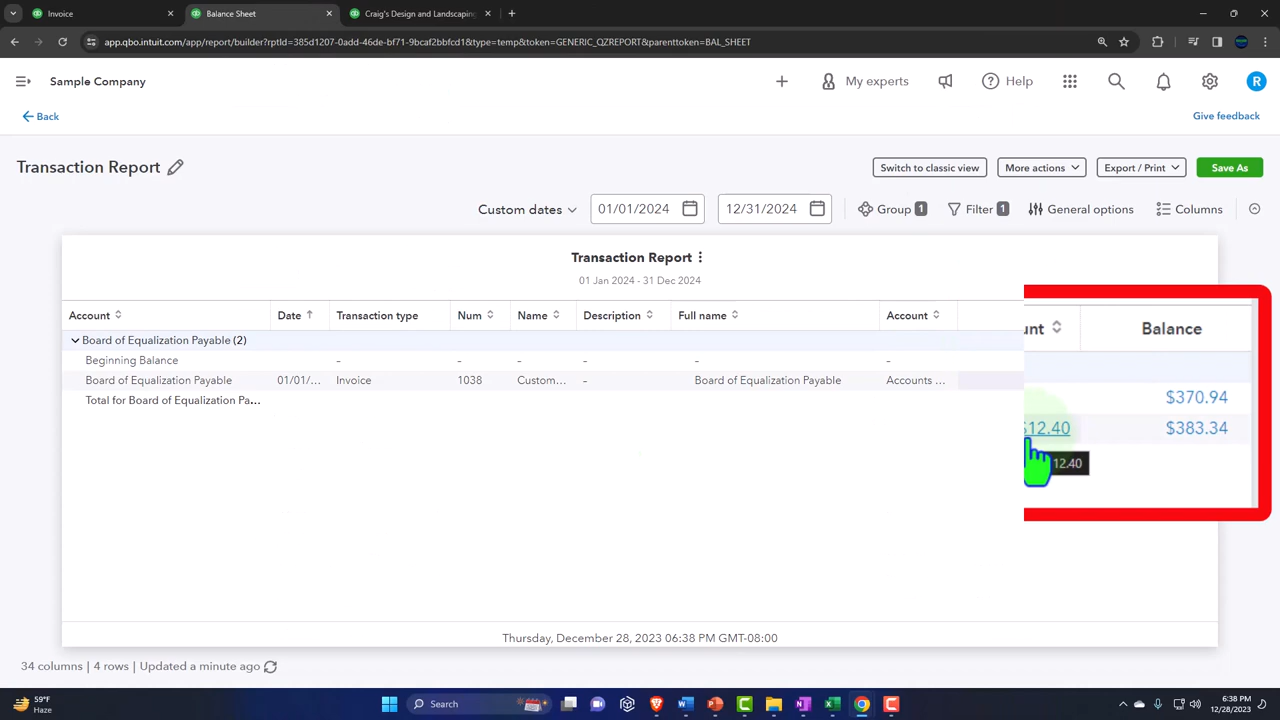 Invoice
Balance Sheet
Craig's Design and Landscaping
app.qbo.intuit.com/app/report/builder?rptId=385d1207-0add-46de-bf71-9bcaf2bbfcd1&type=temp&token=GENERIC_QZREPORT&parenttoken=BAL_SHEET
Sample Company
My experts
Help
R
Back
Give feedback
Transaction Report
Switch to classic view
More actions
Export / Print
Save As
Custom dates
01/01/2024
12/31/2024
Group 1
Filter 1
General options
Columns
Transaction Report
01 Jan 2024 - 31 Dec 2024
Account Date Transaction type Num Name Description Full name Account
Balance
Board of Equalization Payable (2)
Beginning Balance – – – – – –
$370.94
Board of Equalization Payable 01/01/... Invoice 1038 Custom... – Board of Equalization Payable Accounts ...
$12.40 $383.34
Total for Board of Equalization Pa...
12.40
Thursday, December 28, 2023 06:38 PM GMT-08:00
34 columns | 4 rows | Updated a minute ago
59°F
Haze
Search
6:38 PM
12/28/2023